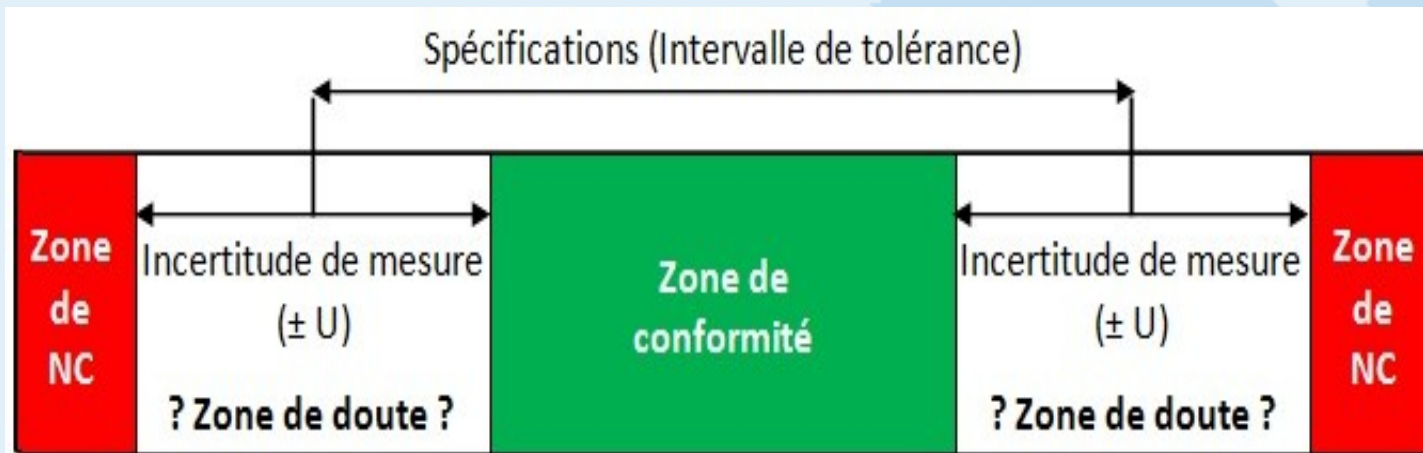 Spécifications (Intervalle de tolérance)
Zone
de
NC
Incertitude de mesure
(± U)
? Zone de doute ?
Zone de
conformité
Incertitude de mesure
(± U)
? Zone de doute ?
Zone
de
NC